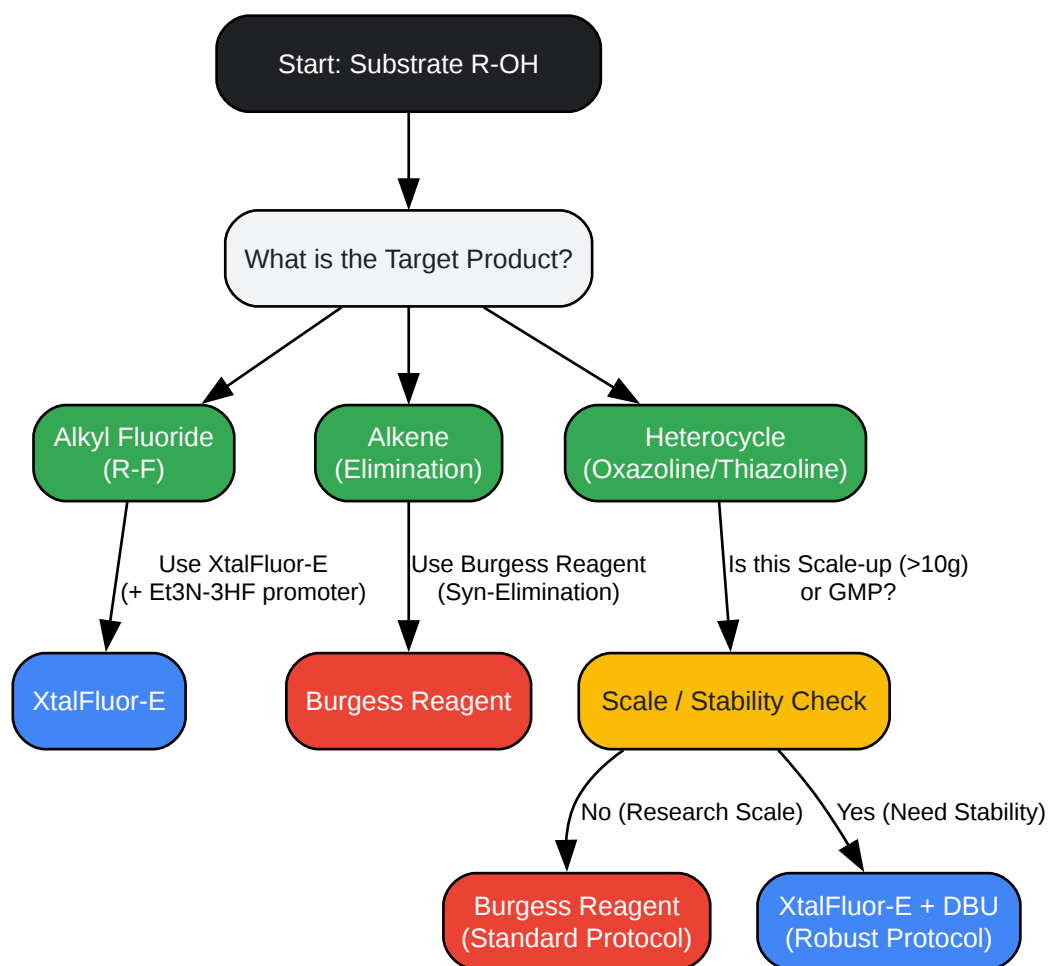 Start: Substrate R-OH
What is the Target Product?
Alkyl Fluoride
(R-F)
Alkene
(Elimination)
Heterocycle
(Oxazoline/Thiazoline)
Use XtalFluor-E
(+ Et3N-3HF promoter)
Use Burgess Reagent
(Syn-Elimination)
Is this Scale-up (>10g)
or GMP?
XtalFluor-E
Burgess Reagent
Scale / Stability Check
No (Research Scale)
Yes (Need Stability)
Burgess Reagent
(Standard Protocol)
XtalFluor-E + DBU
(Robust Protocol)